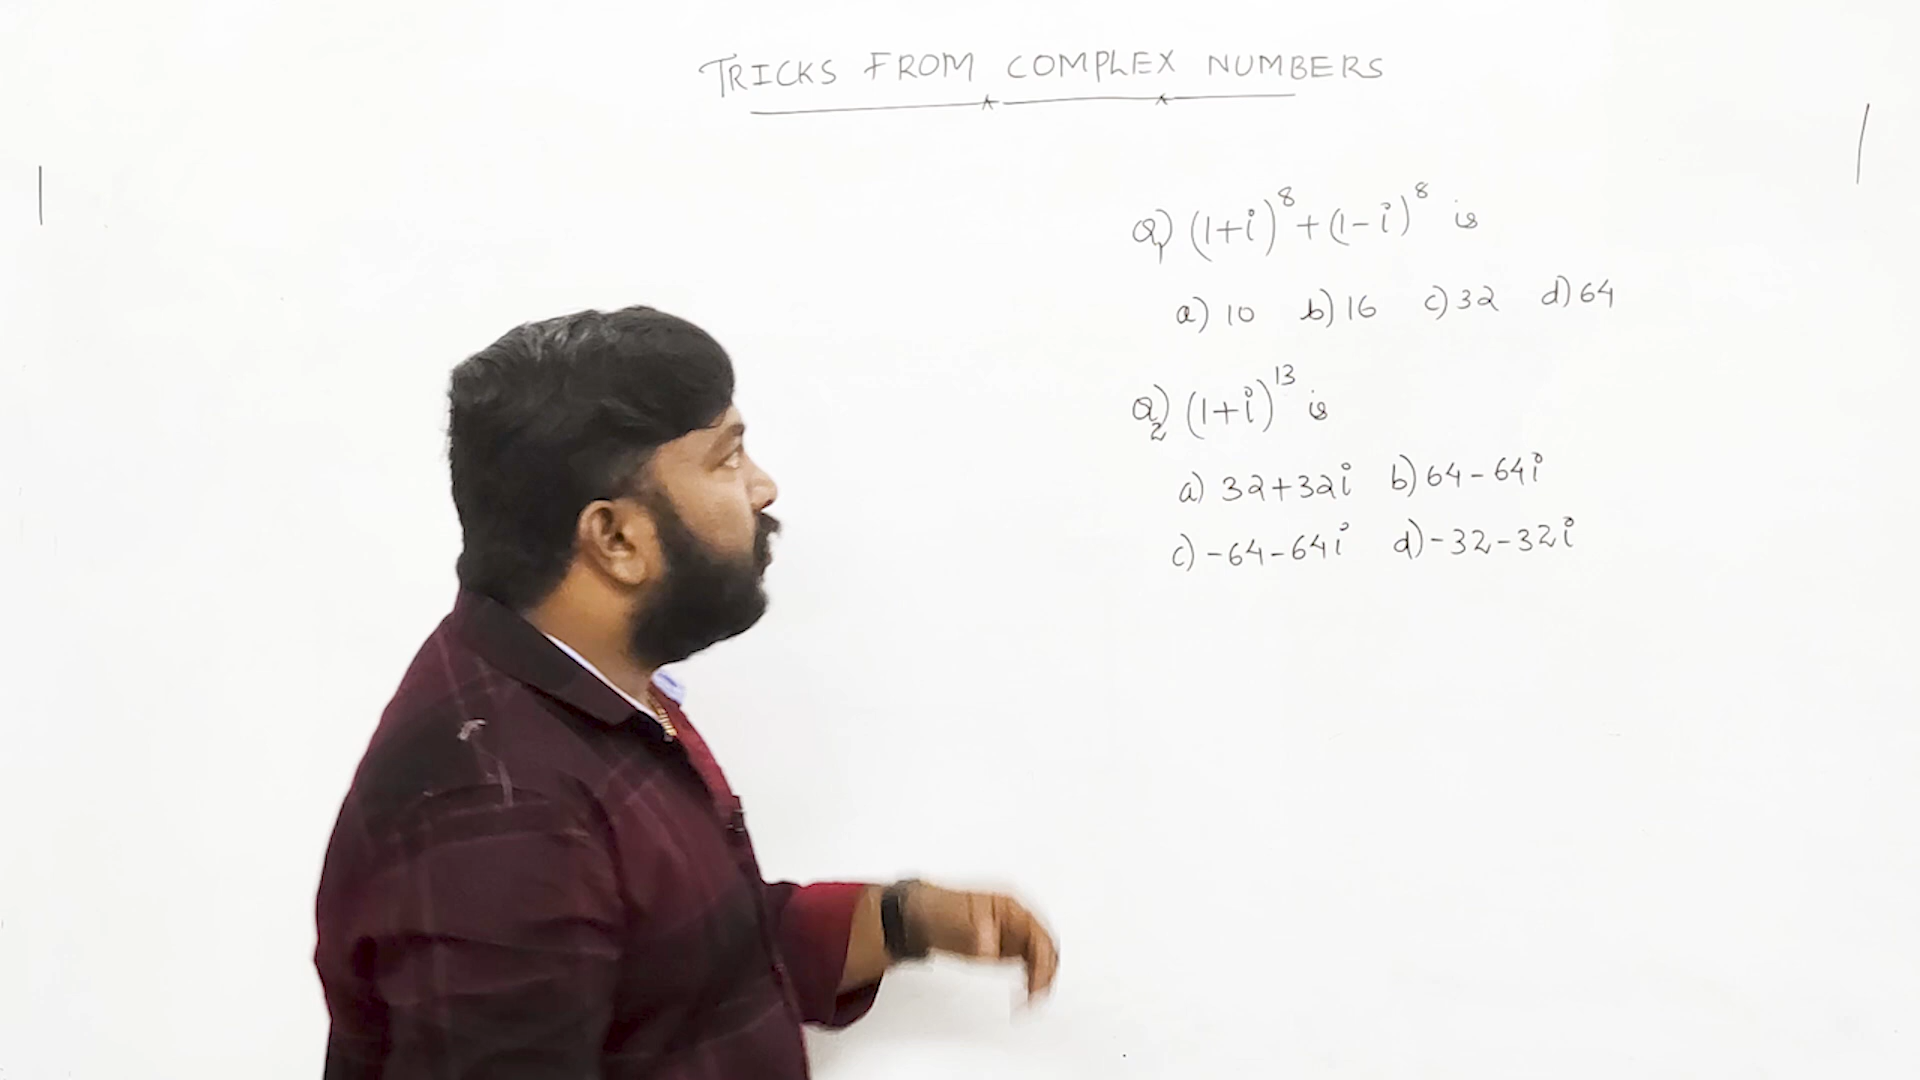 TRICKS FROM COMPLEX NUMBERS
Q1) (1+i)^8 + (1-i)^8 is
a) 10 b) 16 c) 32 d) 64
Q2) (1+i)^13 is
a) 32+32i b) 64-64i
c) -64-64i d) -32-32i